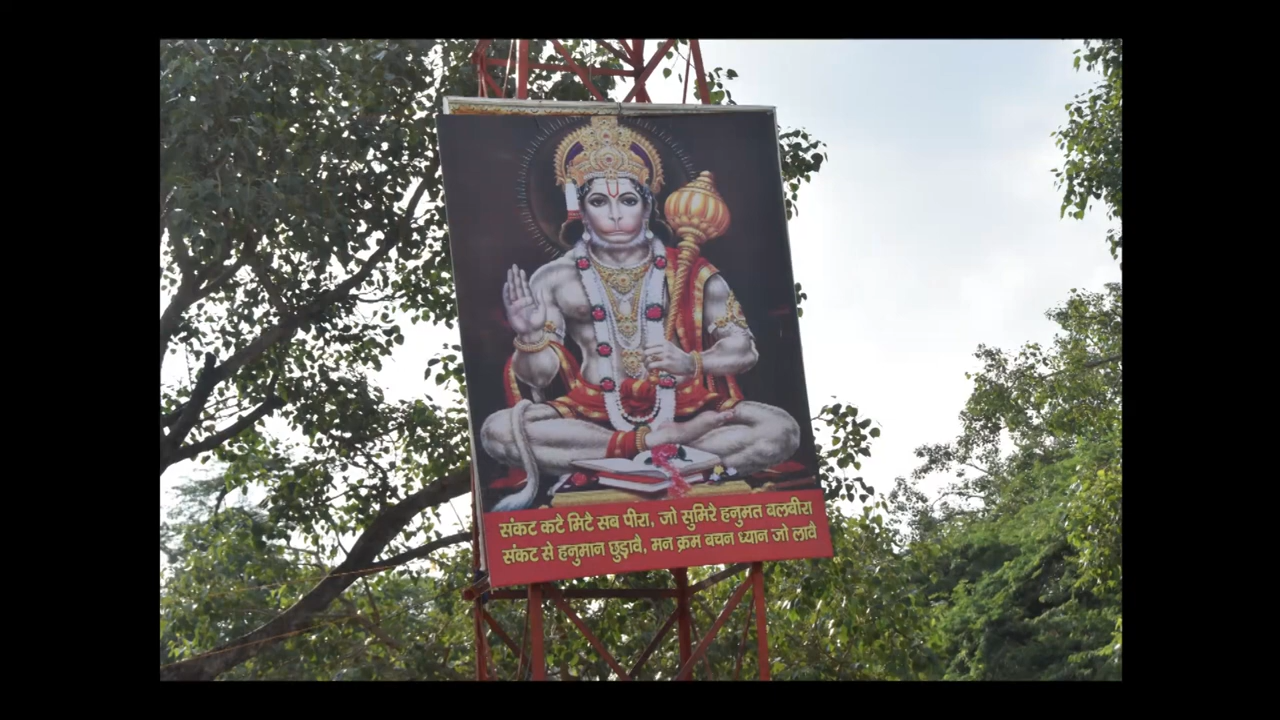 संकट कटै मिटै सब पीरा, जो सुमिरै हनुमत बलबीरा
संकट से हनुमान छुड़ावै, मन क्रम बचन ध्यान जो लावै